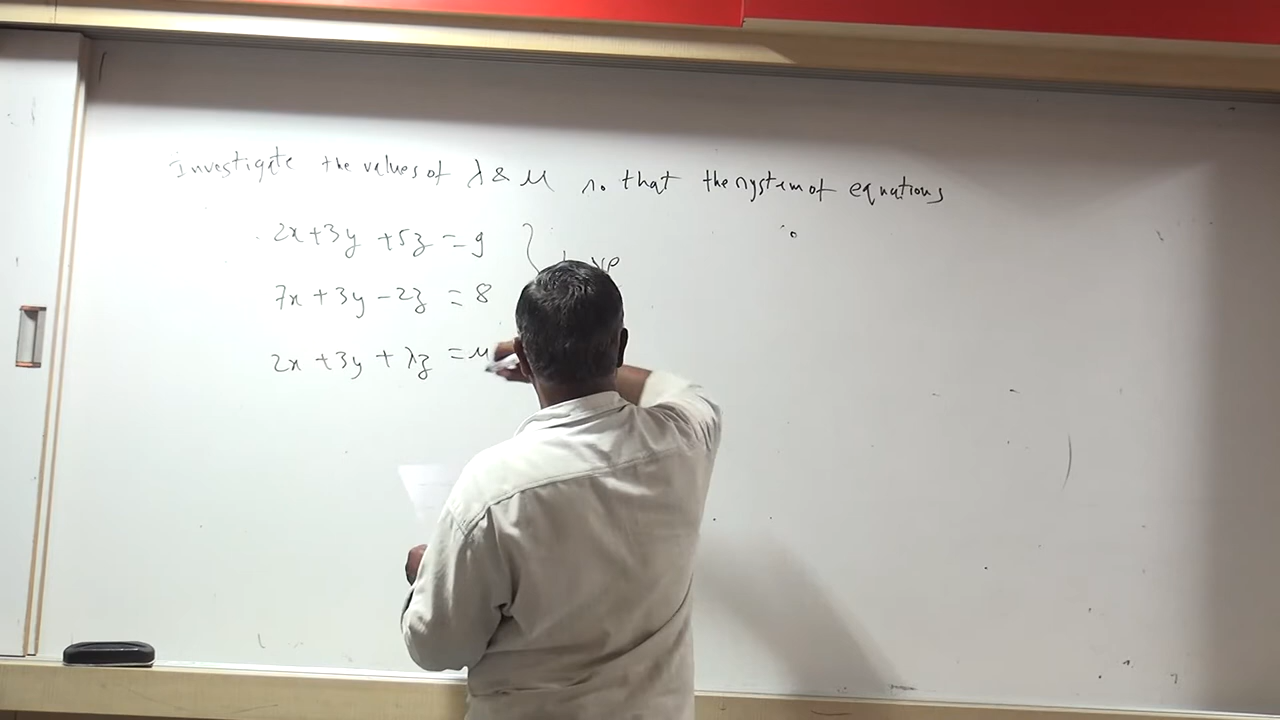 Investigate the values of λ & μ so that the system of equations
2x + 3y + 5z = 9
7x + 3y - 2z = 8
2x + 3y + λz = μ